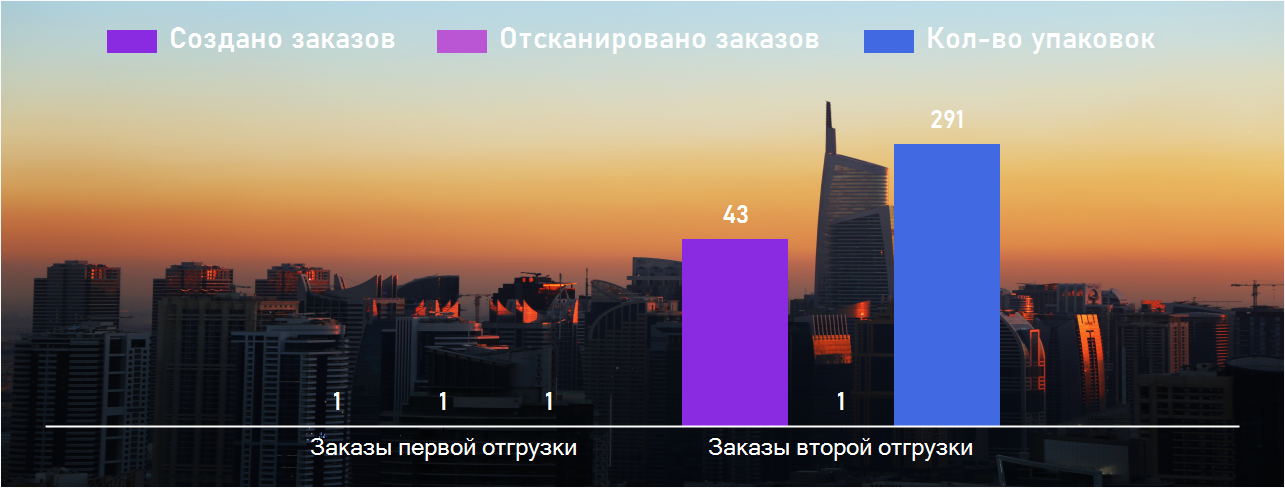 Создано заказов Отсканировано заказов Кол-во упаковок
291
43
1 1 1 1
Заказы первой отгрузки Заказы второй отгрузки